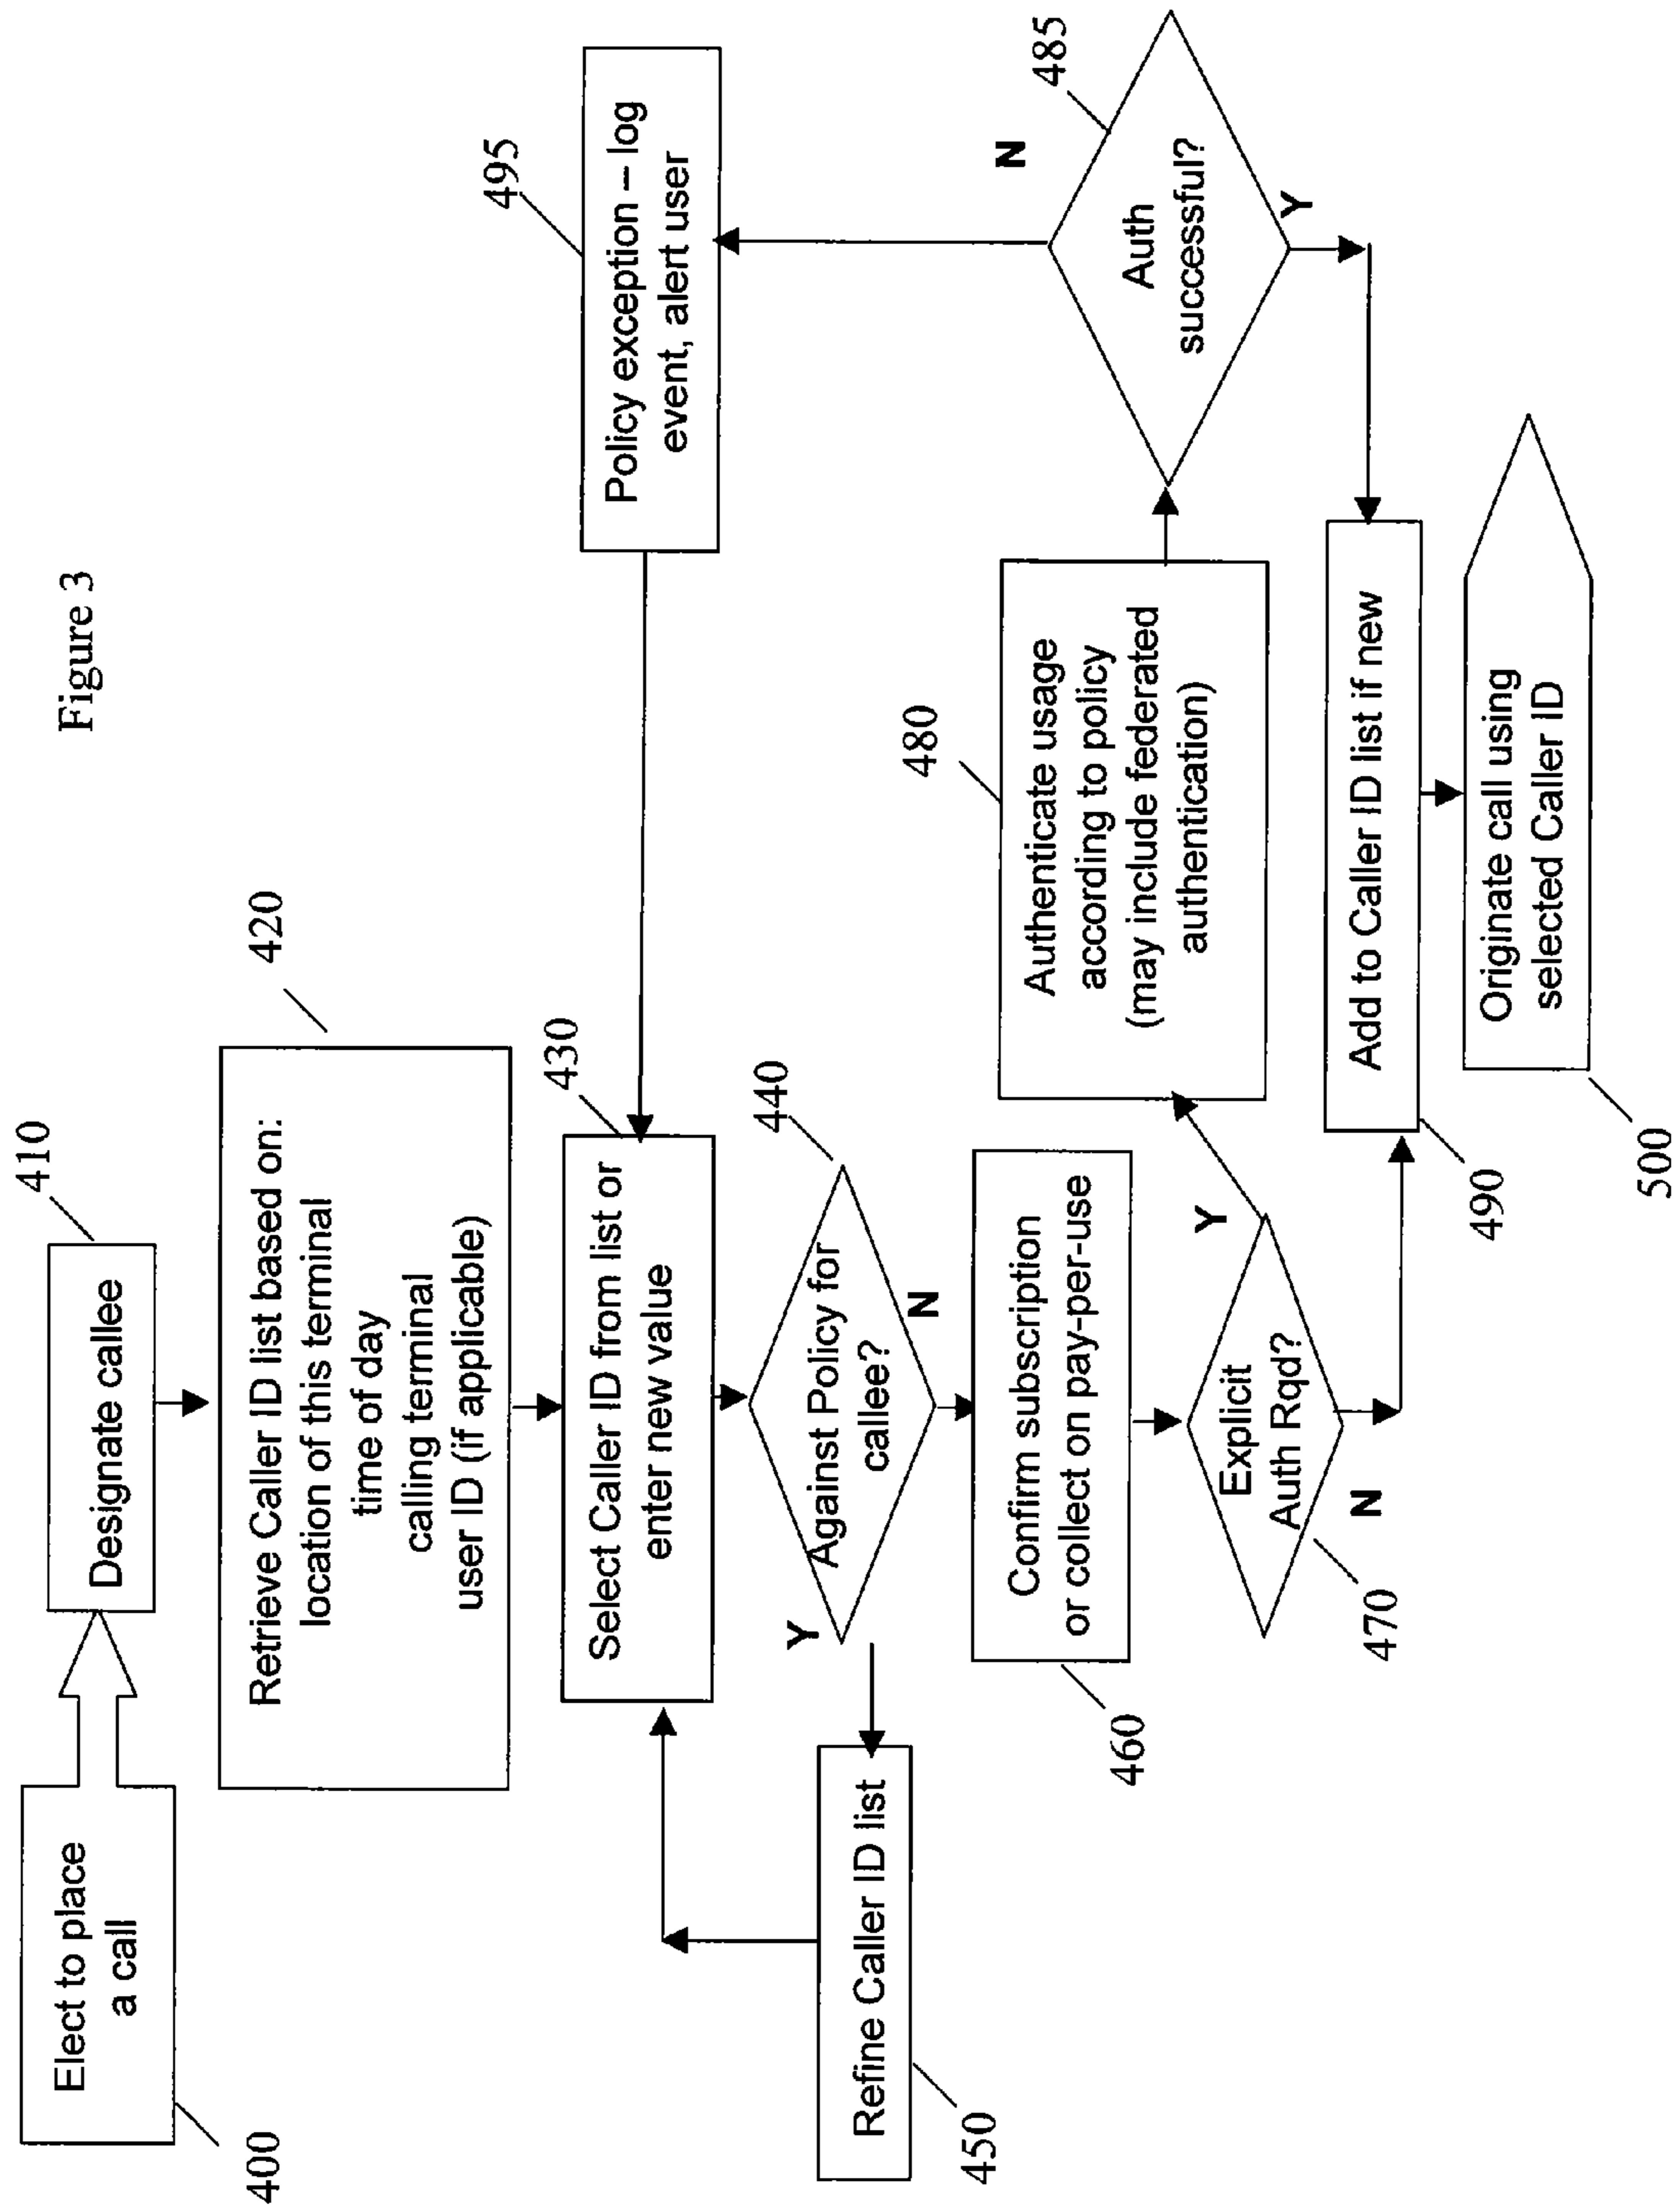 Figure 3
Elect to place
a call
400
Designate callee
410
Retrieve Caller ID list based on:
location of this terminal
time of day
calling terminal
user ID (if applicable)
420
Select Caller ID from list or
enter new value
430
Against Policy for
callee?
440
Y
N
Refine Caller ID list
450
Confirm subscription
or collect on pay-per-use
460
Explicit
Auth Rqd?
470
Y
N
Authenticate usage
according to policy
(may include federated
authentication)
480
Auth
successful?
485
N
Y
Policy exception – log
event, alert user
495
Add to Caller ID list if new
490
Originate call using
selected Caller ID
500